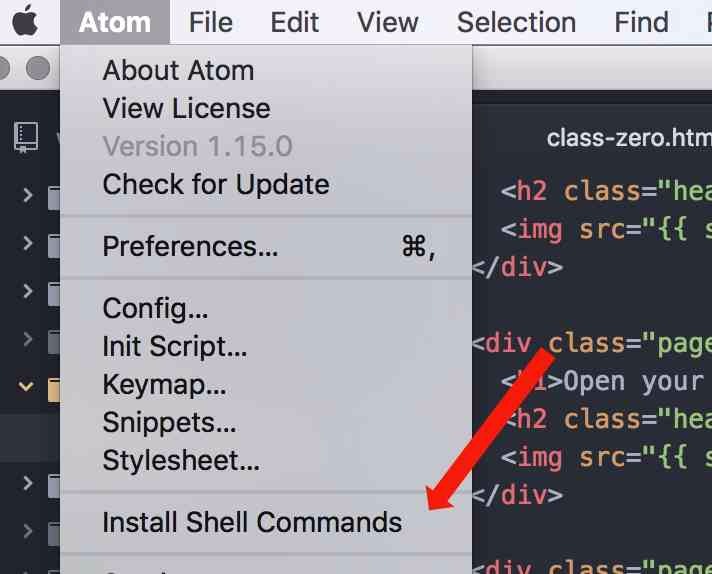 Atom File Edit View Selection Find
About Atom
View License
Version 1.15.0
Check for Update
Preferences... ⌘,
Config...
Init Script...
Keymap...
Snippets...
Stylesheet...
Install Shell Commands
class-zero.htm
<h2 class="hea
<img src="{{ s
</div>
<div class="page
>Open your
<h2 class="hea
<img src="{{ s
</div>
<div class="page